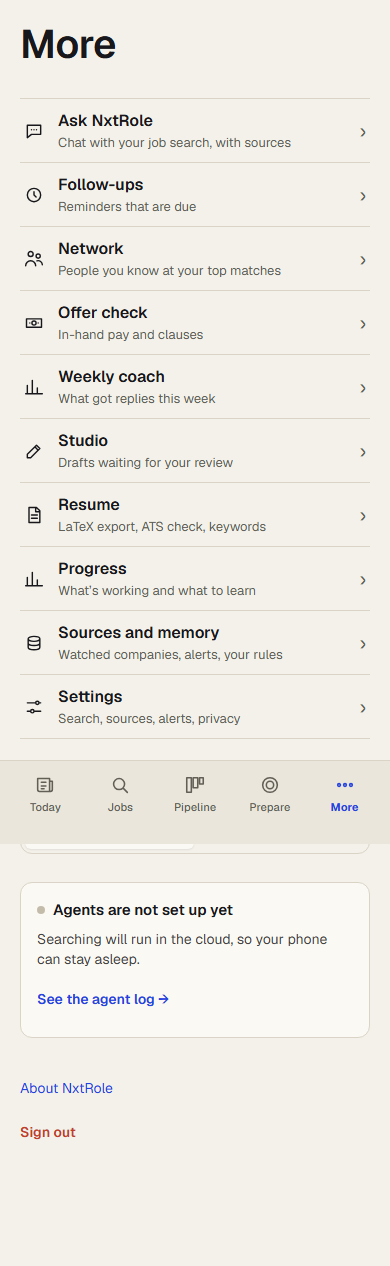 More
Ask NxtRole
Chat with your job search, with sources
Follow-ups
Reminders that are due
Network
People you know at your top matches
Offer check
In-hand pay and clauses
Weekly coach
What got replies this week
Studio
Drafts waiting for your review
Resume
LaTeX export, ATS check, keywords
Progress
What's working and what to learn
Sources and memory
Watched companies, alerts, your rules
Settings
Search, sources, alerts, privacy
Today
Jobs
Pipeline
Prepare
More
Agents are not set up yet
Searching will run in the cloud, so your phone
can stay asleep.
See the agent log →
About NxtRole
Sign out